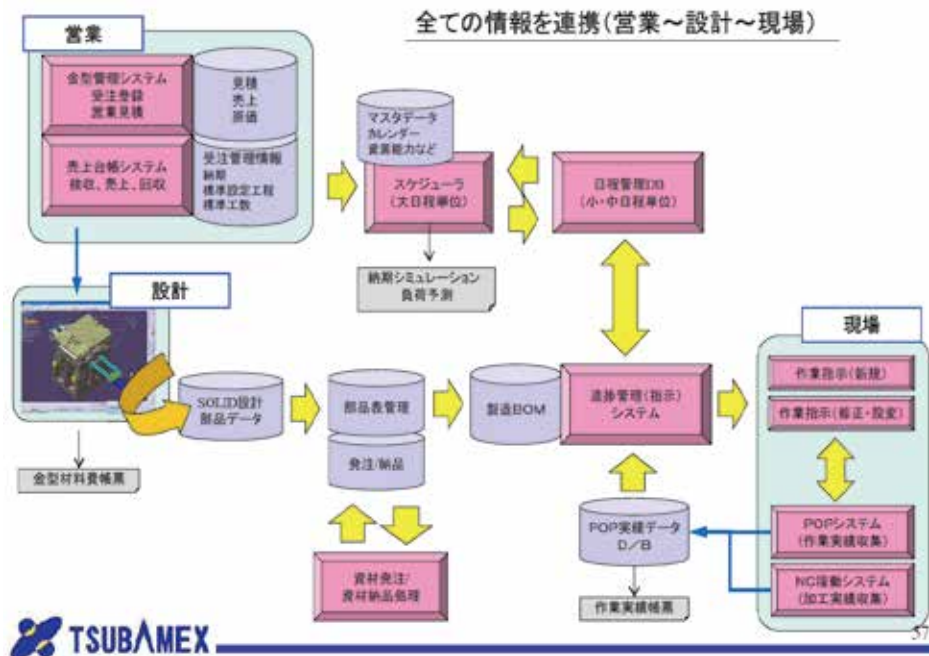 全ての情報を連携(営業～設計～現場)
営業
金型管理システム
受注登録
営業見積
見積
売上
原価
売上台帳システム
検収、売上、回収
受注管理情報
納期
標準設定工程
標準工数
マスタデータ
カレンダー
資源能力など
スケジューラ
(大日程単位)
日程管理DB
(小・中日程単位)
納期シミュレーション
負荷予測
設計
SOLID設計
部品データ
金型材料費帳票
部品表管理
発注/納品
資材発注/
資材納品処理
製造BOM
進捗管理(指示)
システム
POP実績データ
D/B
作業実績帳票
現場
作業指示(新規)
作業指示(修正・設変)
POPシステム
(作業実績収集)
NC稼働システム
(加工実績収集)
TSUBAMEX
57